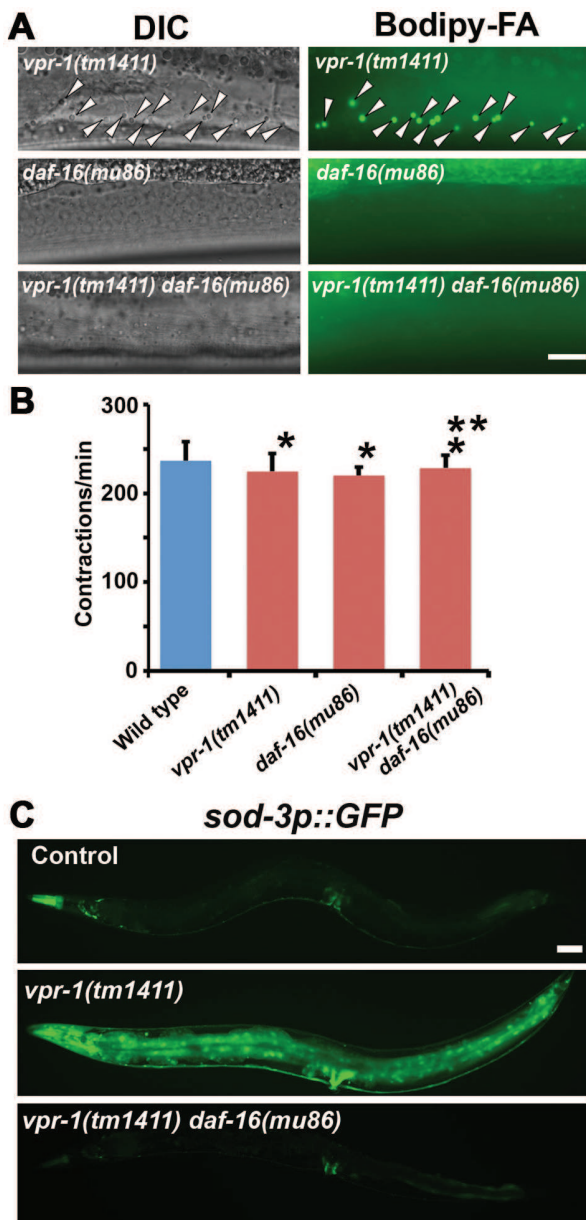 A
DIC
Bodipy-FA
vpr-1(tm1411)
vpr-1(tm1411)
daf-16(mu86)
daf-16(mu86)
vpr-1(tm1411) daf-16(mu86)
vpr-1(tm1411) daf-16(mu86)
B
Contractions/min
300
200
100
0
*
*
**
*
Wild type
vpr-1(tm1411)
daf-16(mu86)
vpr-1(tm1411)
daf-16(mu86)
C
sod-3p::GFP
Control
vpr-1(tm1411)
vpr-1(tm1411) daf-16(mu86)